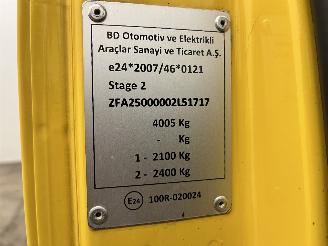 BD Otomotiv ve Elektrikli
Araçlar Sanayi ve Ticaret A.Ş.
e24*2007/46*0121
Stage 2
ZFA25000002L51717
4005 Kg
- Kg
1 - 2100 Kg
2 - 2400 Kg
E24 100R-020024